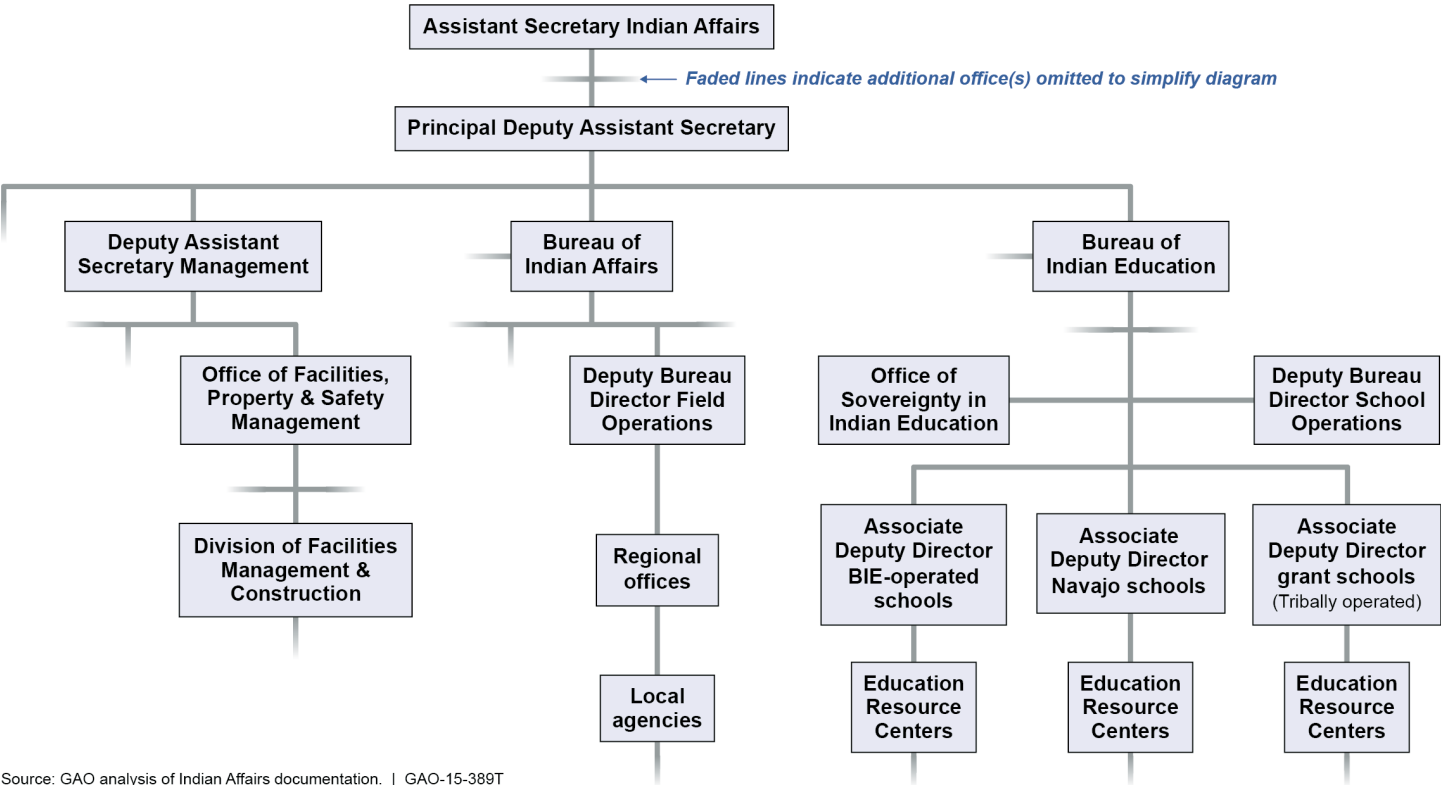 Assistant Secretary Indian Affairs
Faded lines indicate additional office(s) omitted to simplify diagram
Principal Deputy Assistant Secretary
Deputy Assistant
Secretary Management
Bureau of
Indian Affairs
Bureau of
Indian Education
Office of Facilities,
Property & Safety
Management
Deputy Bureau
Director Field
Operations
Office of
Sovereignty in
Indian Education
Deputy Bureau
Director School
Operations
Division of Facilities
Management &
Construction
Regional
offices
Associate
Deputy Director
BIE-operated
schools
Associate
Deputy Director
Navajo schools
Associate
Deputy Director
grant schools
(Tribally operated)
Local
agencies
Education
Resource
Centers
Education
Resource
Centers
Education
Resource
Centers
Source: GAO analysis of Indian Affairs documentation. | GAO-15-389T